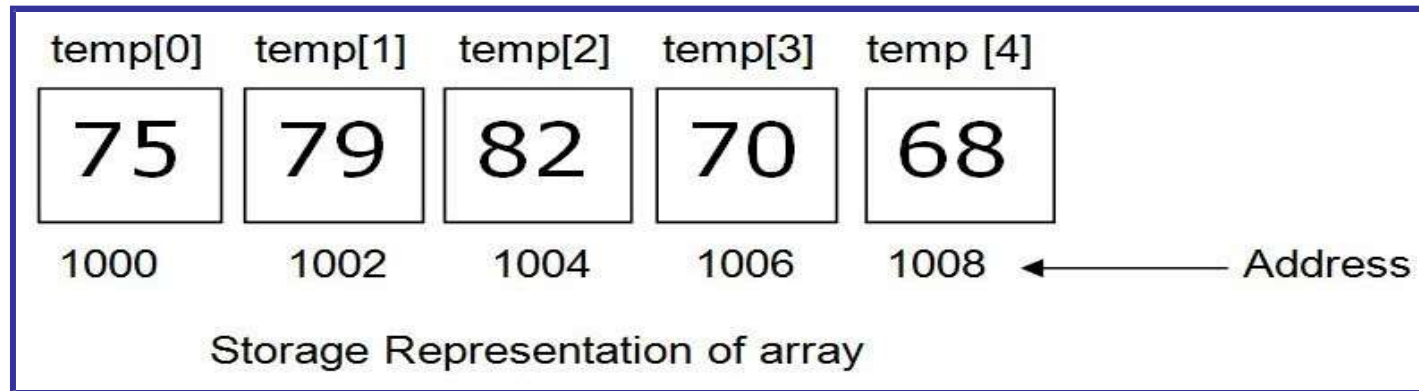 temp[0] temp[1] temp[2] temp[3] temp [4]
75 79 82 70 68
1000 1002 1004 1006 1008 Address
Storage Representation of array